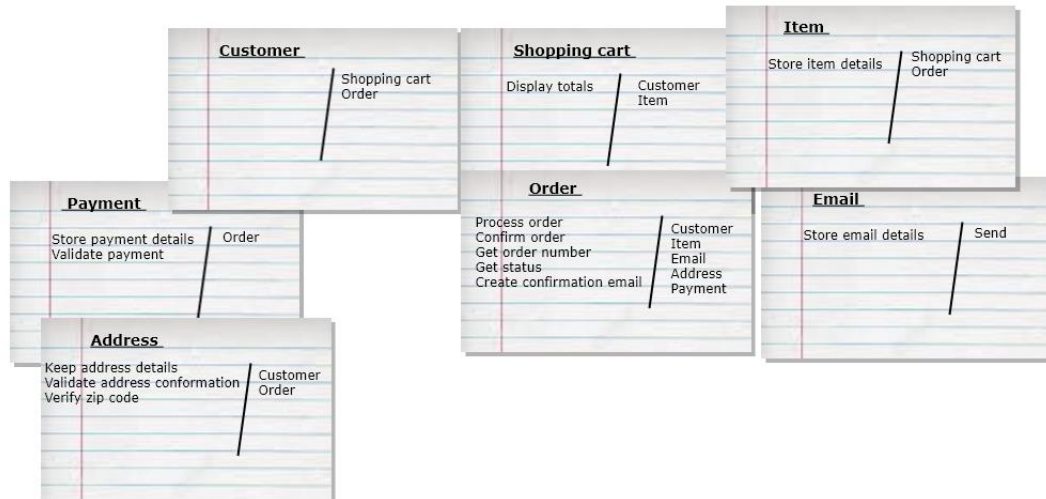 Customer
Shopping cart
Order
Shopping cart
Display totals
Customer
Item
Item
Store item details
Shopping cart
Order
Payment
Store payment details
Validate payment
Order
Order
Process order
Confirm order
Get order number
Get status
Create confirmation email
Customer
Item
Email
Address
Payment
Email
Store email details
Send
Address
Keep address details
Validate address conformation
Verify zip code
Customer
Order